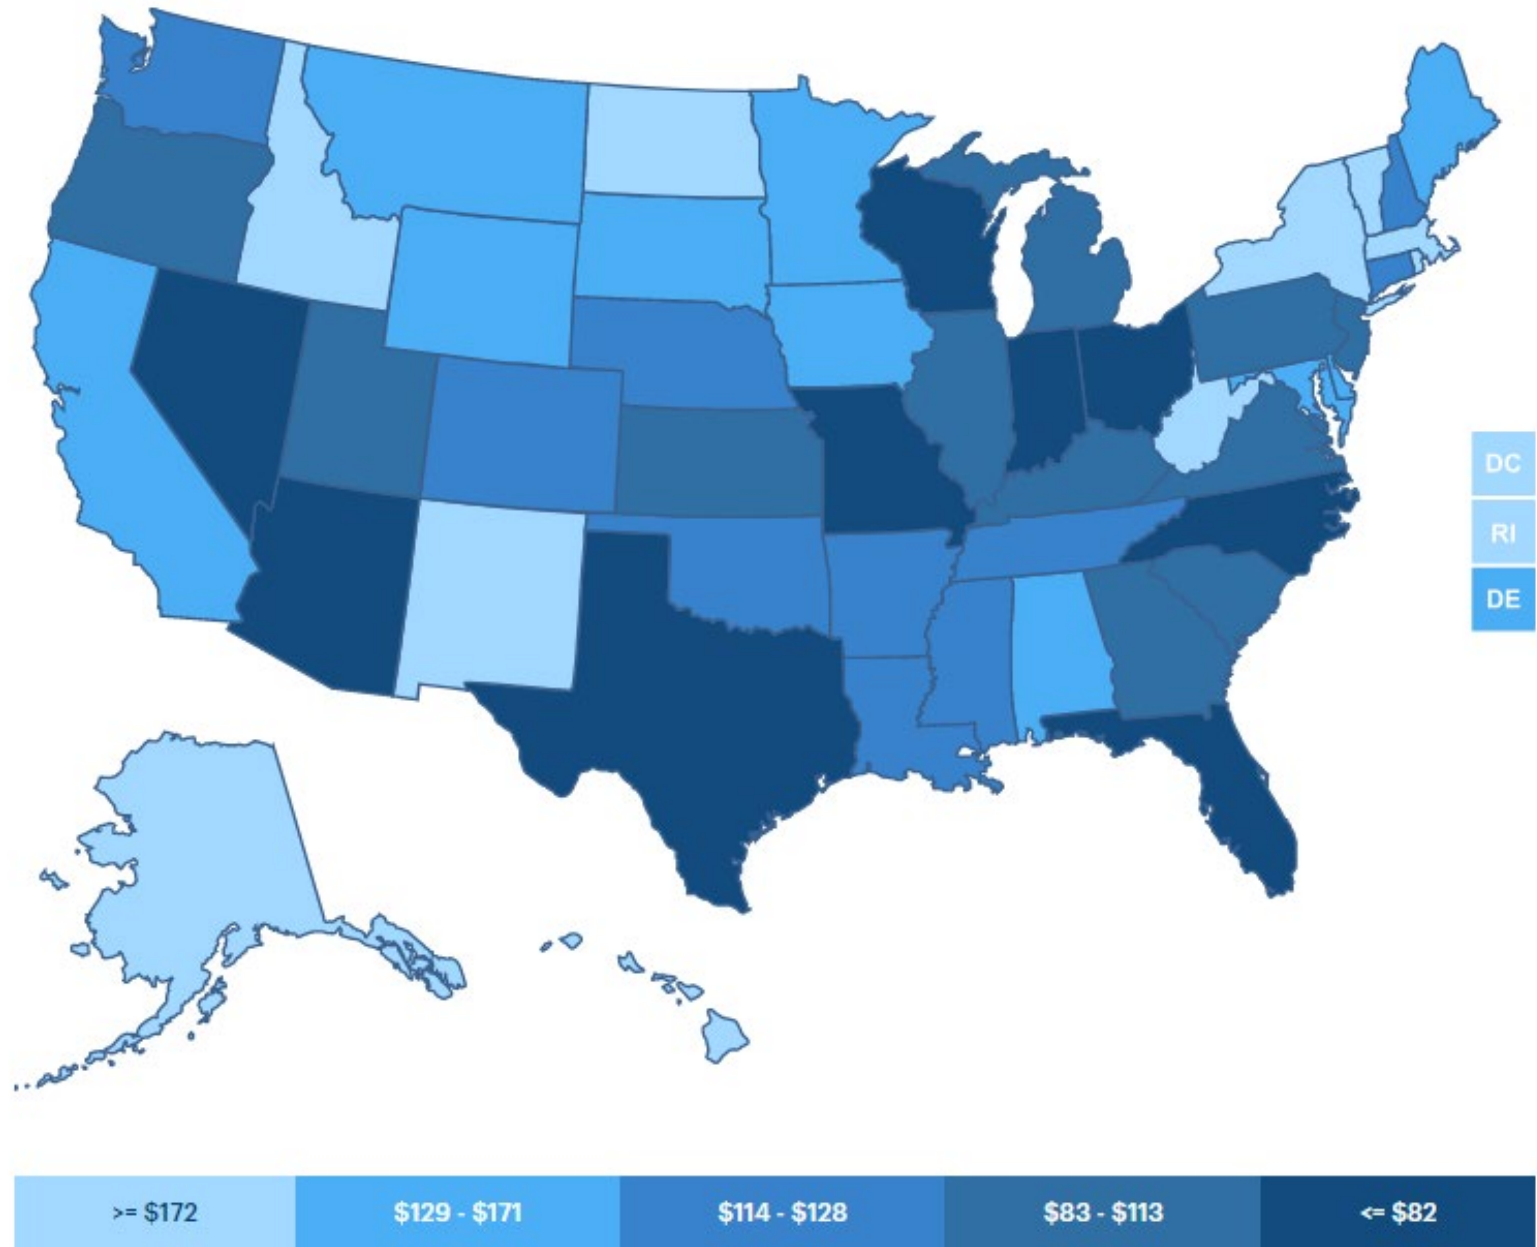 DC
RI
DE
>= $172
$129 - $171
$114 - $128
$83 - $113
<= $82